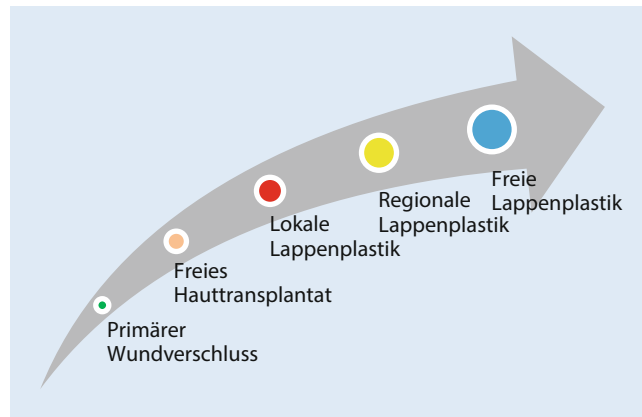 Primärer
Wundverschluss
Freies
Hauttransplantat
Lokale
Lappenplastik
Regionale
Lappenplastik
Freie
Lappenplastik